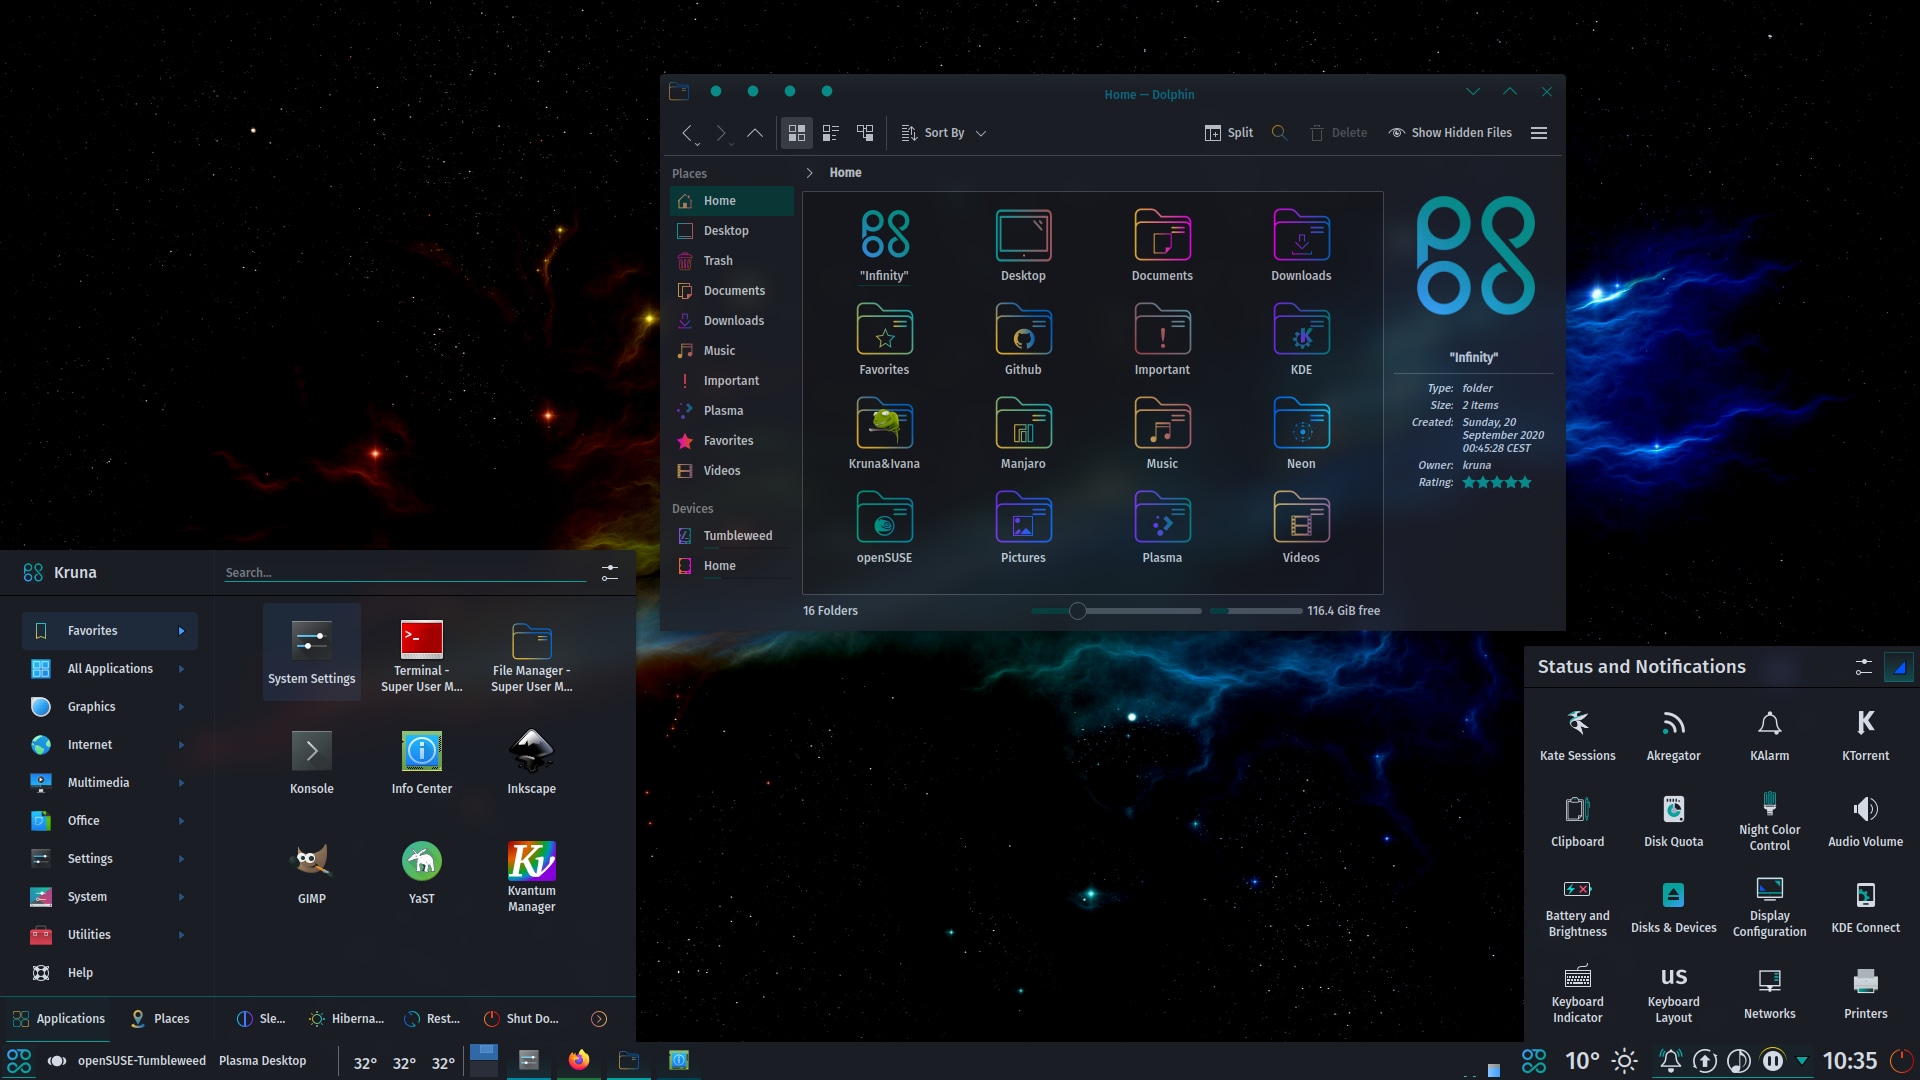 Home — Dolphin
Sort By
Split
Delete
Show Hidden Files
Places
Home
Desktop
Trash
Documents
Downloads
Music
Important
Plasma
Favorites
Videos
Devices
Tumbleweed
Home
Home
"Infinity"
Desktop
Documents
Downloads
Favorites
Github
Important
KDE
Kruna&Ivana
Manjaro
Music
Neon
openSUSE
Pictures
Plasma
Videos
16 Folders
116.4 GiB free
"Infinity"
Type: folder
Size: 2 items
Created: Sunday, 20
September 2020
00:45:28 CEST
Owner: kruna
Rating:
Kruna
Search...
Favorites
All Applications
Graphics
Internet
Multimedia
Office
Settings
System
Utilities
Help
System Settings
Terminal -
Super User M...
File Manager -
Super User M...
Konsole
Info Center
Inkscape
GIMP
YaST
Kvantum
Manager
Applications
Places
Sle...
Hiberna...
Rest...
Shut Do...
Status and Notifications
Kate Sessions
Akregator
KAlarm
KTorrent
Clipboard
Disk Quota
Night Color
Control
Audio Volume
Battery and
Brightness
Disks & Devices
Display
Configuration
KDE Connect
Keyboard
Indicator
us
Keyboard
Layout
Networks
Printers
openSUSE-Tumbleweed
Plasma Desktop
32°
32°
32°
10°
10:35